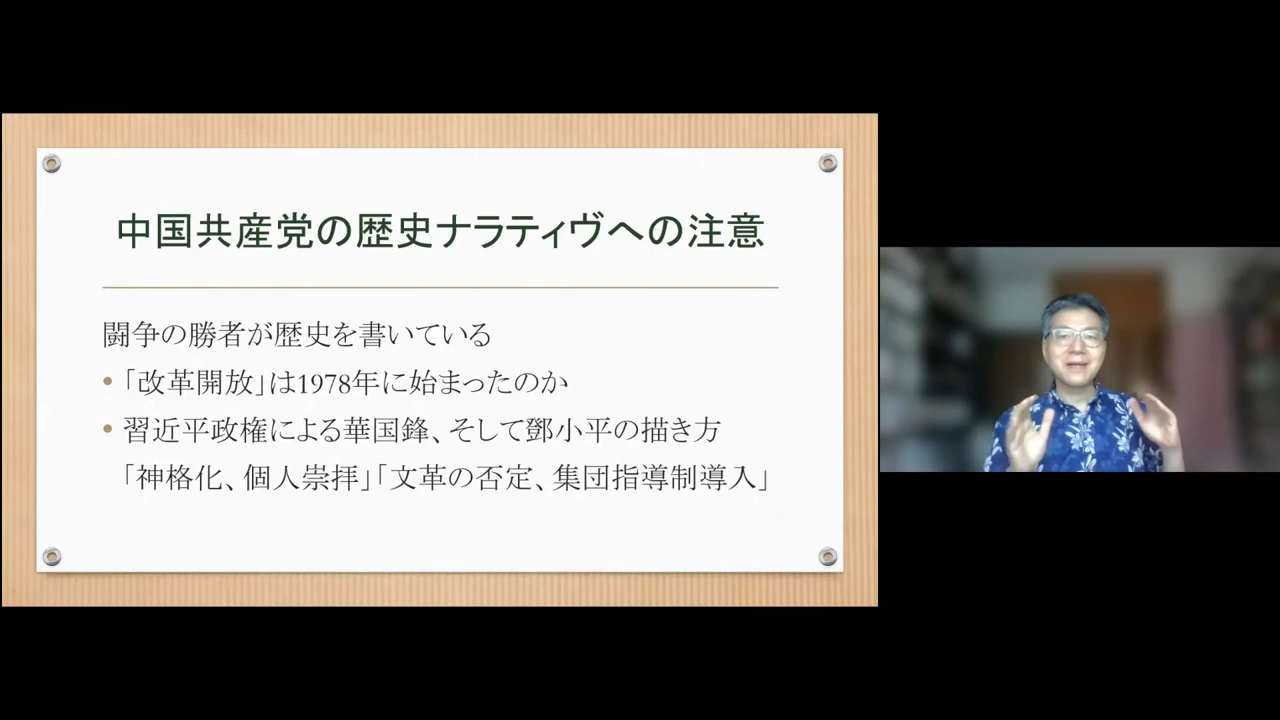 中国共産党の歴史ナラティヴへの注意
闘争の勝者が歴史を書いている
• 「改革開放」は1978年に始まったのか
• 習近平政権による華国鋒、そして鄧小平の描き方
「神格化、個人崇拝」「文革の否定、集団指導制導入」